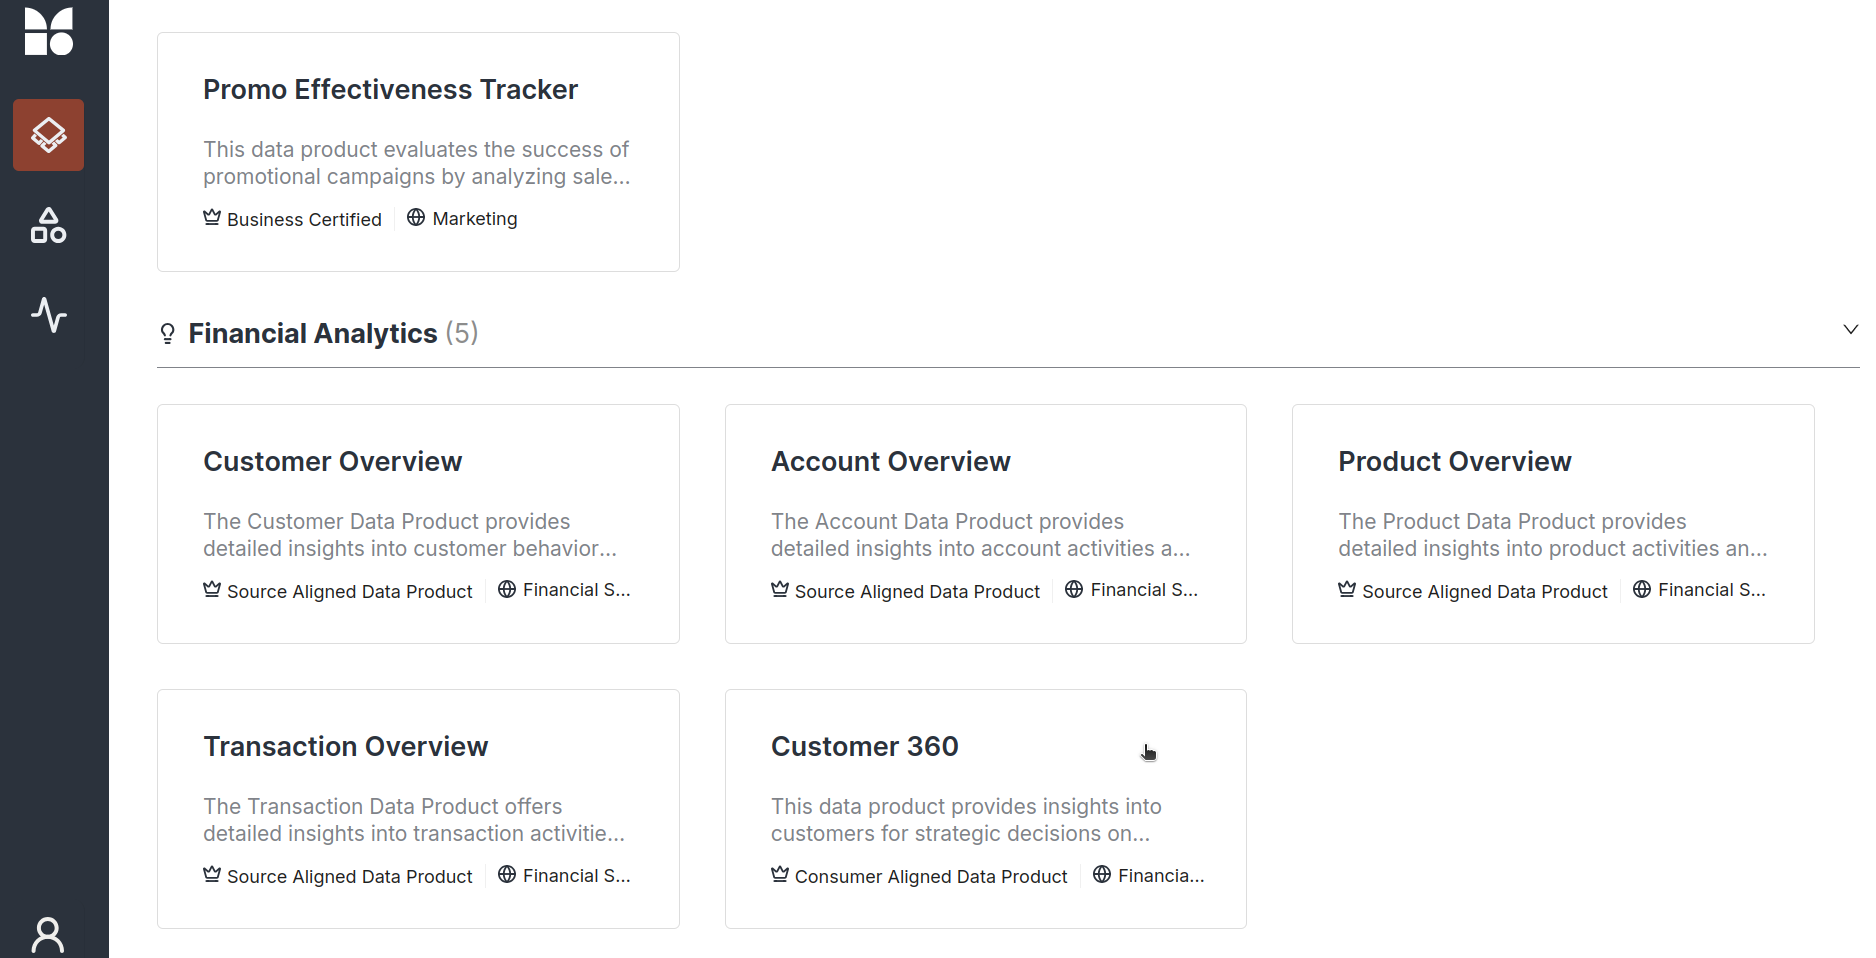 Promo Effectiveness Tracker
This data product evaluates the success of
promotional campaigns by analyzing sale...
Business Certified Marketing
Financial Analytics (5)
Customer Overview
The Customer Data Product provides
detailed insights into customer behavior...
Source Aligned Data Product Financial S...
Account Overview
The Account Data Product provides
detailed insights into account activities a...
Source Aligned Data Product Financial S...
Product Overview
The Product Data Product provides
detailed insights into product activities an...
Source Aligned Data Product Financial S...
Transaction Overview
The Transaction Data Product offers
detailed insights into transaction activitie...
Source Aligned Data Product Financial S...
Customer 360
This data product provides insights into
customers for strategic decisions on...
Consumer Aligned Data Product Financia...